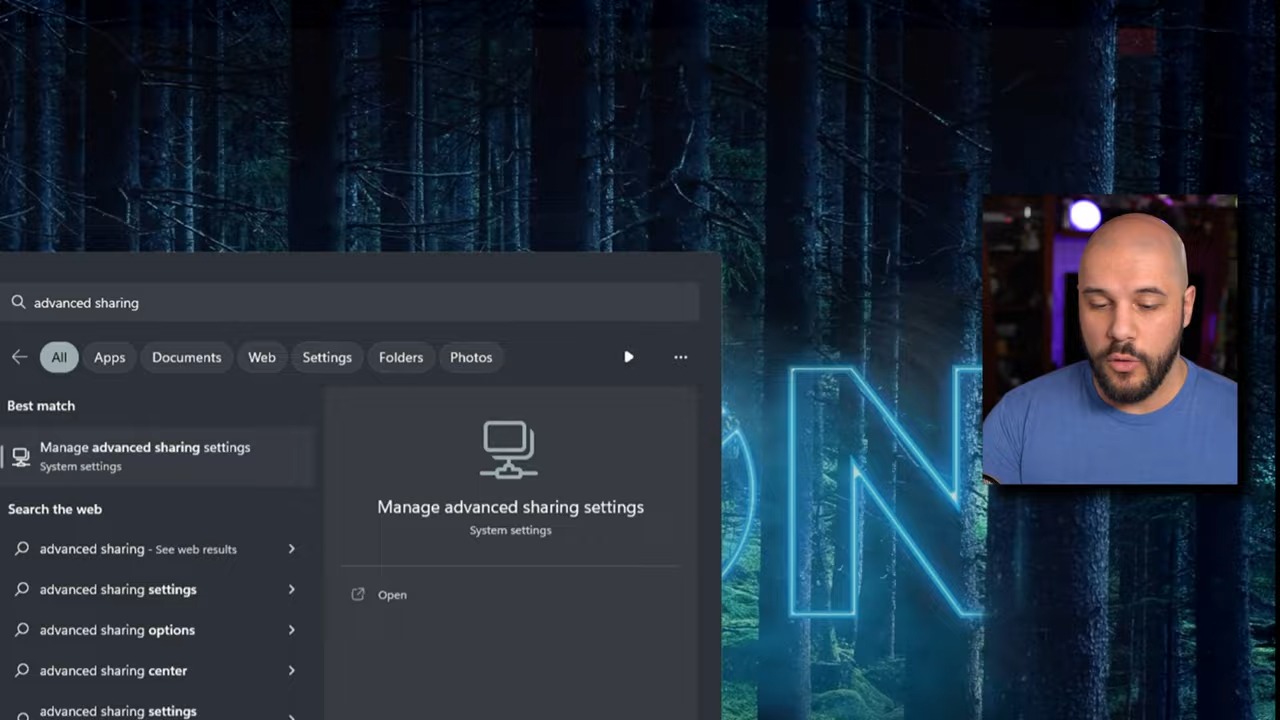 advanced sharing
All
Apps
Documents
Web
Settings
Folders
Photos
Best match
Manage advanced sharing settings
System settings
Search the web
advanced sharing - See web results
advanced sharing settings
advanced sharing options
advanced sharing center
advanced sharing settings
Manage advanced sharing settings
System settings
Open
N